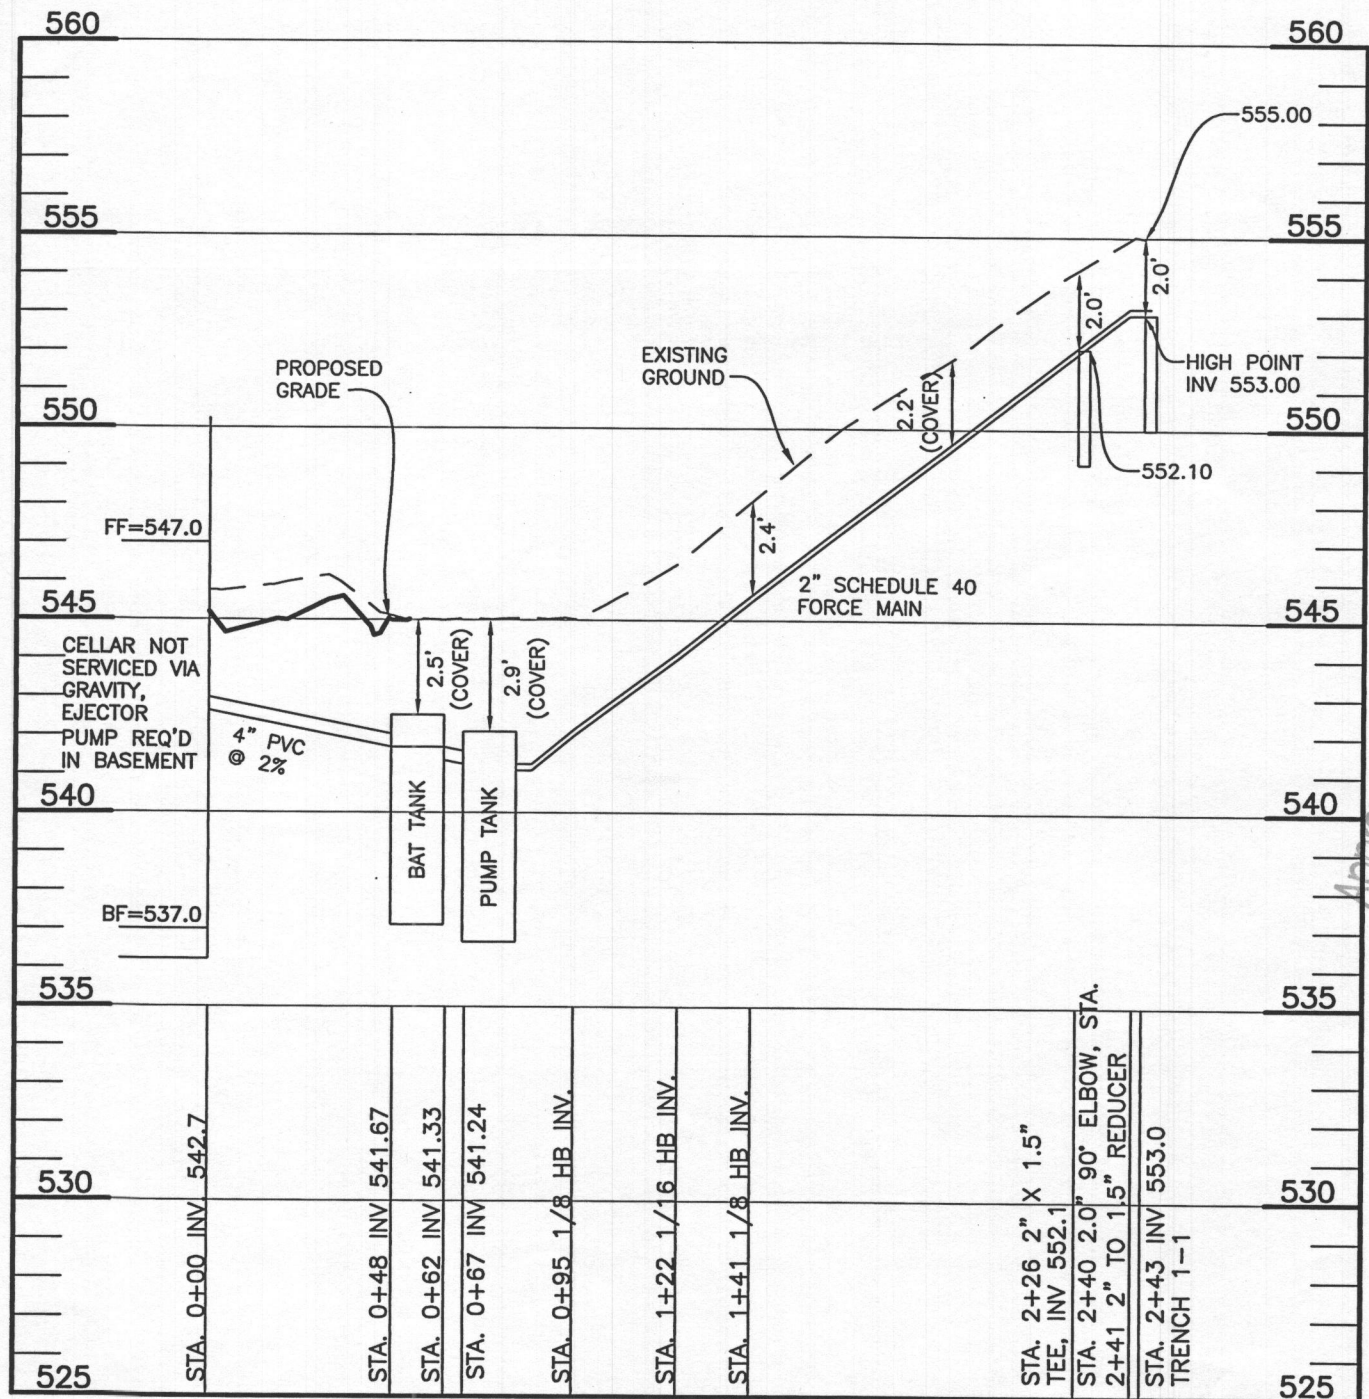 560
560
555.00
555
555
2.0'
2.0'
HIGH POINT
INV 553.00
EXISTING
GROUND
PROPOSED
GRADE
2.2'
(COVER)
550
550
552.10
FF=547.0
2.4'
2" SCHEDULE 40
FORCE MAIN
545
545
CELLAR NOT
SERVICED VIA
GRAVITY,
EJECTOR
PUMP REQ'D
IN BASEMENT
2.5'
(COVER)
2.9'
(COVER)
4" PVC
@ 2%
BAT TANK
PUMP TANK
540
540
BF=537.0
535
535
STA. 0+00 INV 542.7
STA. 0+48 INV 541.67
STA. 0+62 INV 541.33
STA. 0+67 INV 541.24
STA. 0+95 1/8 HB INV.
STA. 1+22 1/16 HB INV.
STA. 1+41 1/8 HB INV.
STA. 2+26 2" X 1.5"
TEE, INV 552.1
STA. 2+40 2.0" 90° ELBOW, STA.
2+41 2" TO 1.5" REDUCER
STA. 2+43 INV 553.0
TRENCH 1-1
530
530
525
525